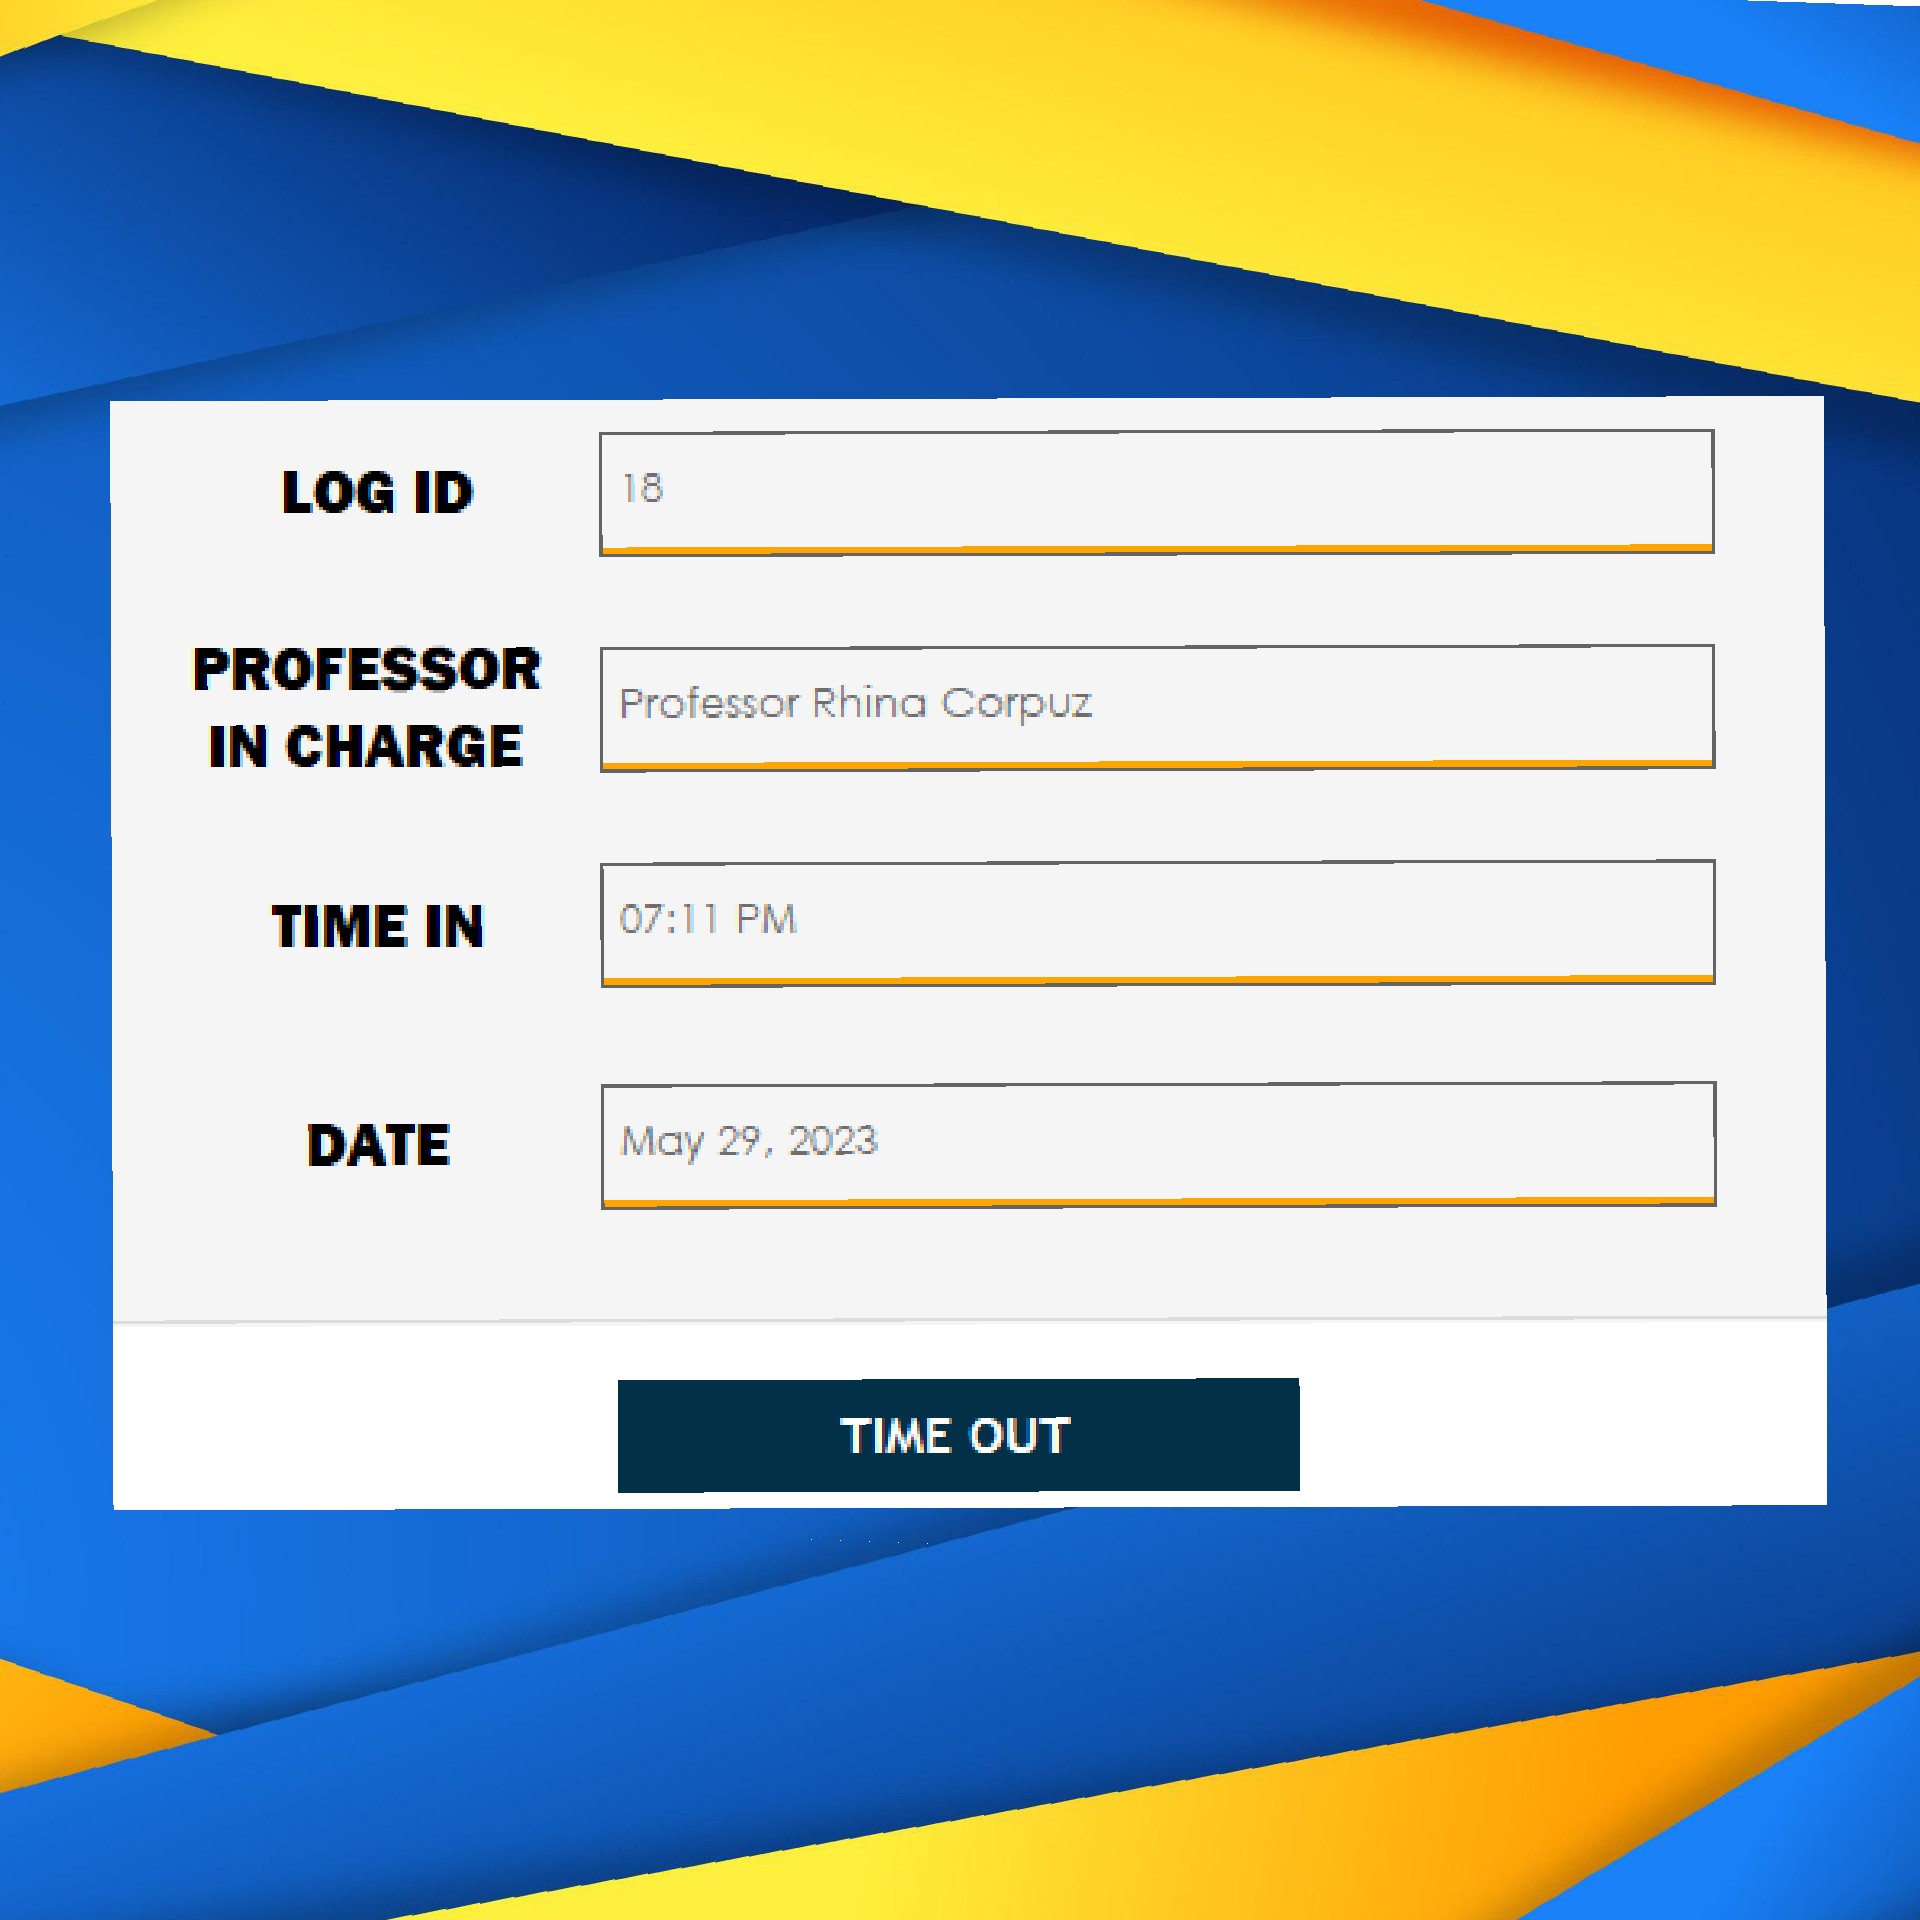 LOG ID
18
PROFESSOR
IN CHARGE
Professor Rhina Corpuz
TIME IN
07:11 PM
DATE
May 29, 2023
TIME OUT